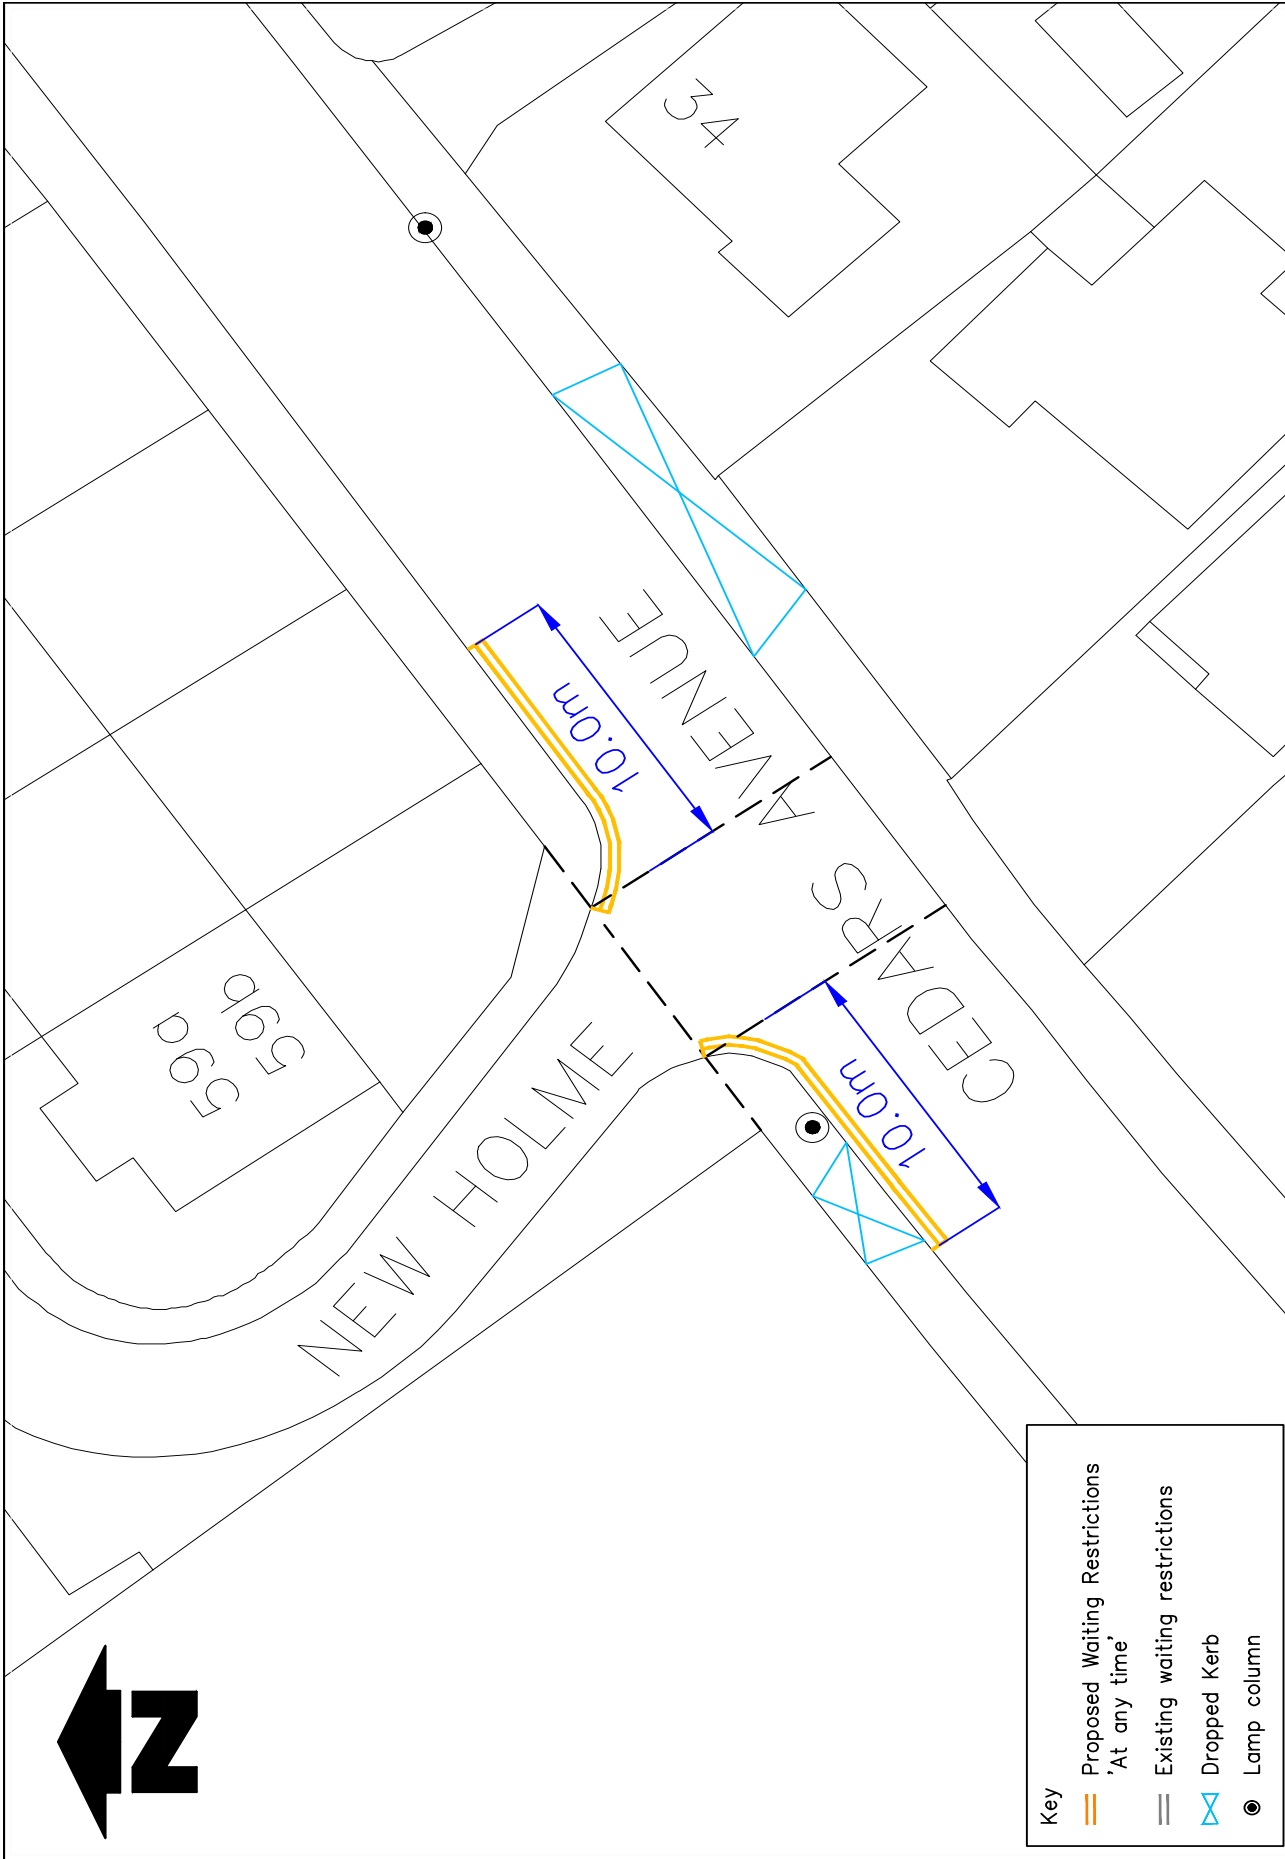 34
59a
59b
NEW HOLME
CEDARS AVENUE
10.0m
10.0m
N
Key
Proposed Waiting Restrictions
'At any time'
Existing waiting restrictions
Dropped Kerb
Lamp column